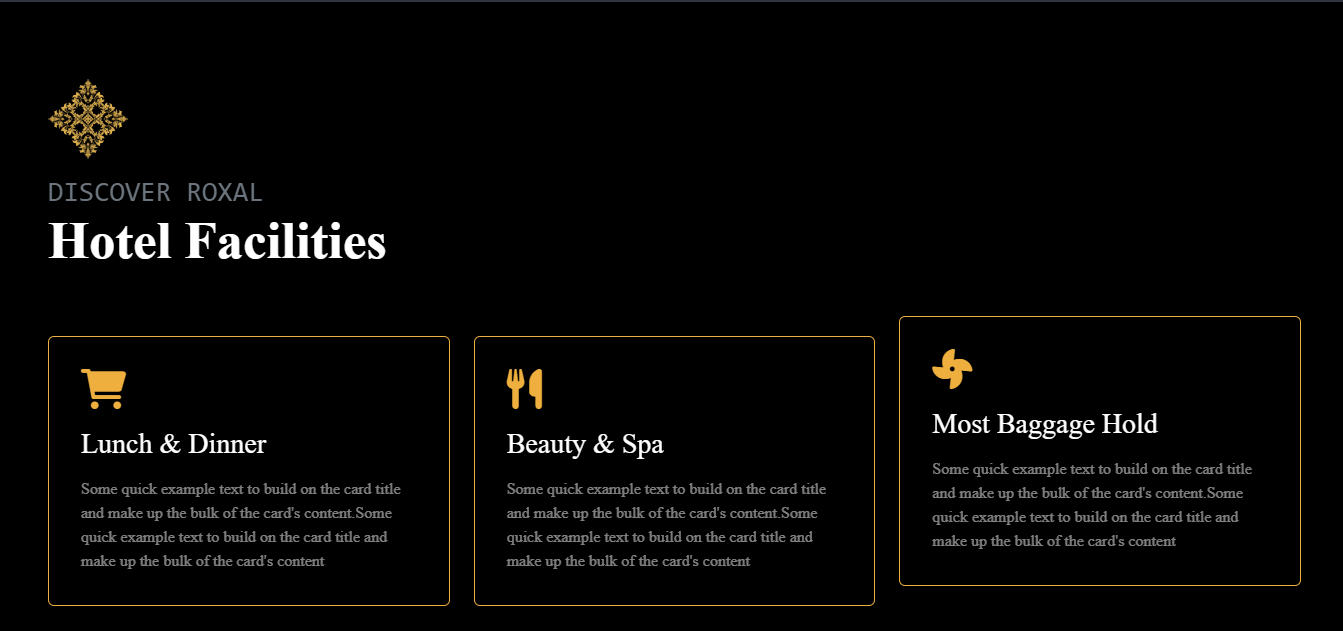 DISCOVER ROXAL
Hotel Facilities
Lunch & Dinner
Some quick example text to build on the card title
and make up the bulk of the card's content.Some
quick example text to build on the card title and
make up the bulk of the card's content
Beauty & Spa
Some quick example text to build on the card title
and make up the bulk of the card's content.Some
quick example text to build on the card title and
make up the bulk of the card's content
Most Baggage Hold
Some quick example text to build on the card title
and make up the bulk of the card's content.Some
quick example text to build on the card title and
make up the bulk of the card's content